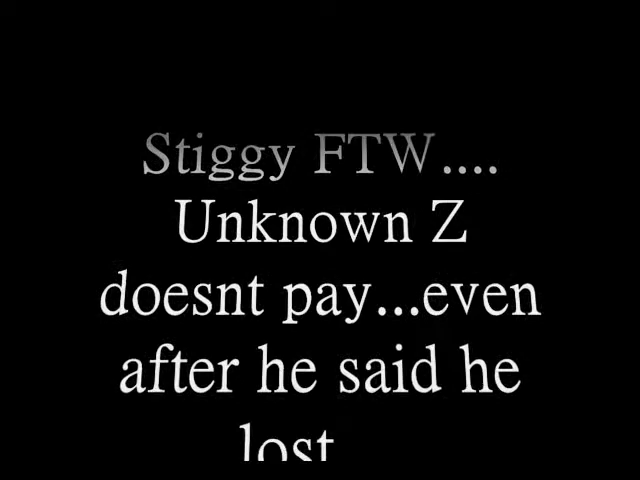 Stiggy FTW....
Unknown Z
doesnt pay...even
after he said he
lost